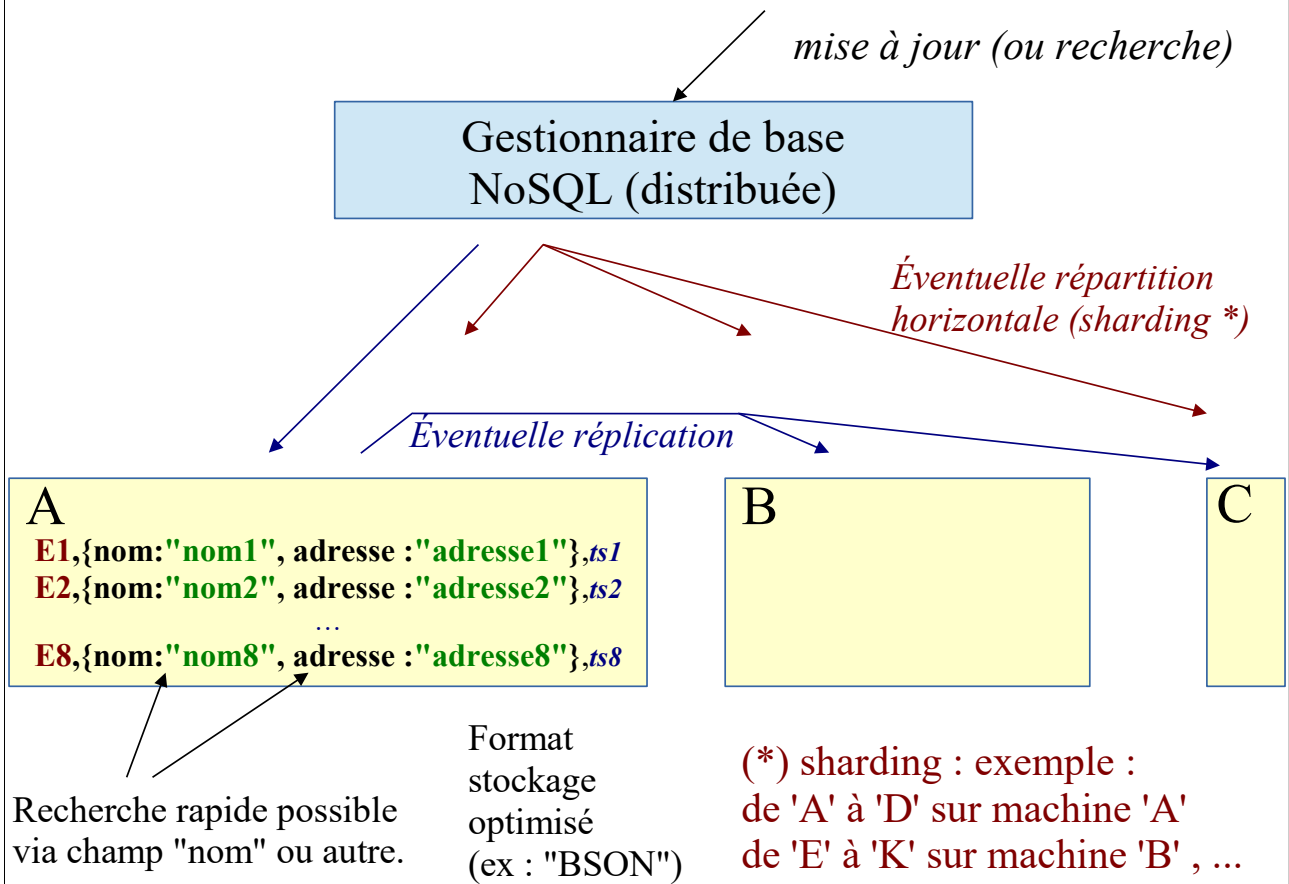 mise à jour (ou recherche)
Gestionnaire de base
NoSQL (distribuée)
Éventuelle répartition
horizontale (sharding *)
Éventuelle réplication
A
E1,{nom:"nom1", adresse :"adresse1"},ts1
E2,{nom:"nom2", adresse :"adresse2"},ts2
…
E8,{nom:"nom8", adresse :"adresse8"},ts8
B
C
Recherche rapide possible
via champ "nom" ou autre.
Format
stockage
optimisé
(ex : "BSON")
(*) sharding : exemple :
de 'A' à 'D' sur machine 'A'
de 'E' à 'K' sur machine 'B' , ...